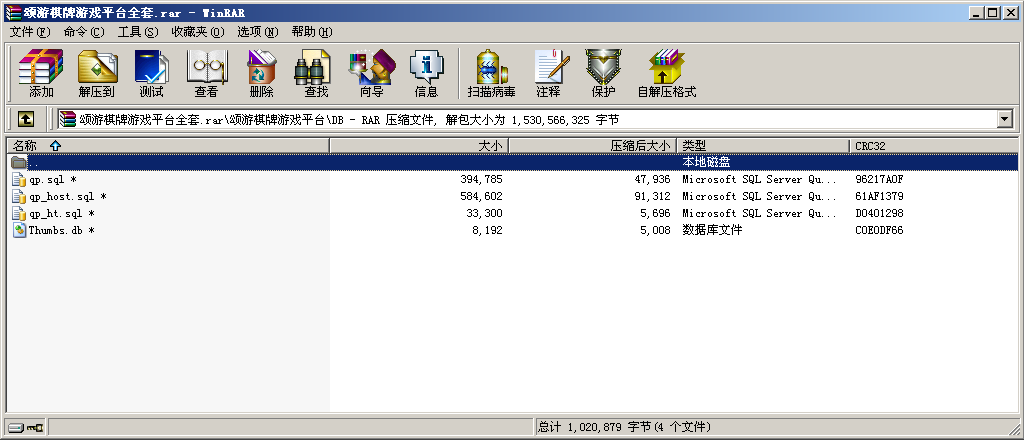 颂游棋牌游戏平台全套.rar - WinRAR
文件(F) 命令(C) 工具(S) 收藏夹(O) 选项(N) 帮助(H)
添加 解压到 测试 查看 删除 查找 向导 信息 扫描病毒 注释 保护 自解压格式
颂游棋牌游戏平台全套.rar\颂游棋牌游戏平台\DB - RAR 压缩文件, 解包大小为 1,530,566,325 字节
名称 大小 压缩后大小 类型 CRC32
.. 本地磁盘
qp.sql * 394,785 47,936 Microsoft SQL Server Qu... 96217A0F
qp_host.sql * 584,602 91,312 Microsoft SQL Server Qu... 61AF1379
qp_ht.sql * 33,300 5,696 Microsoft SQL Server Qu... D0401298
Thumbs.db * 8,192 5,008 数据库文件 C0E0DF66
总计 1,020,879 字节(4 个文件)